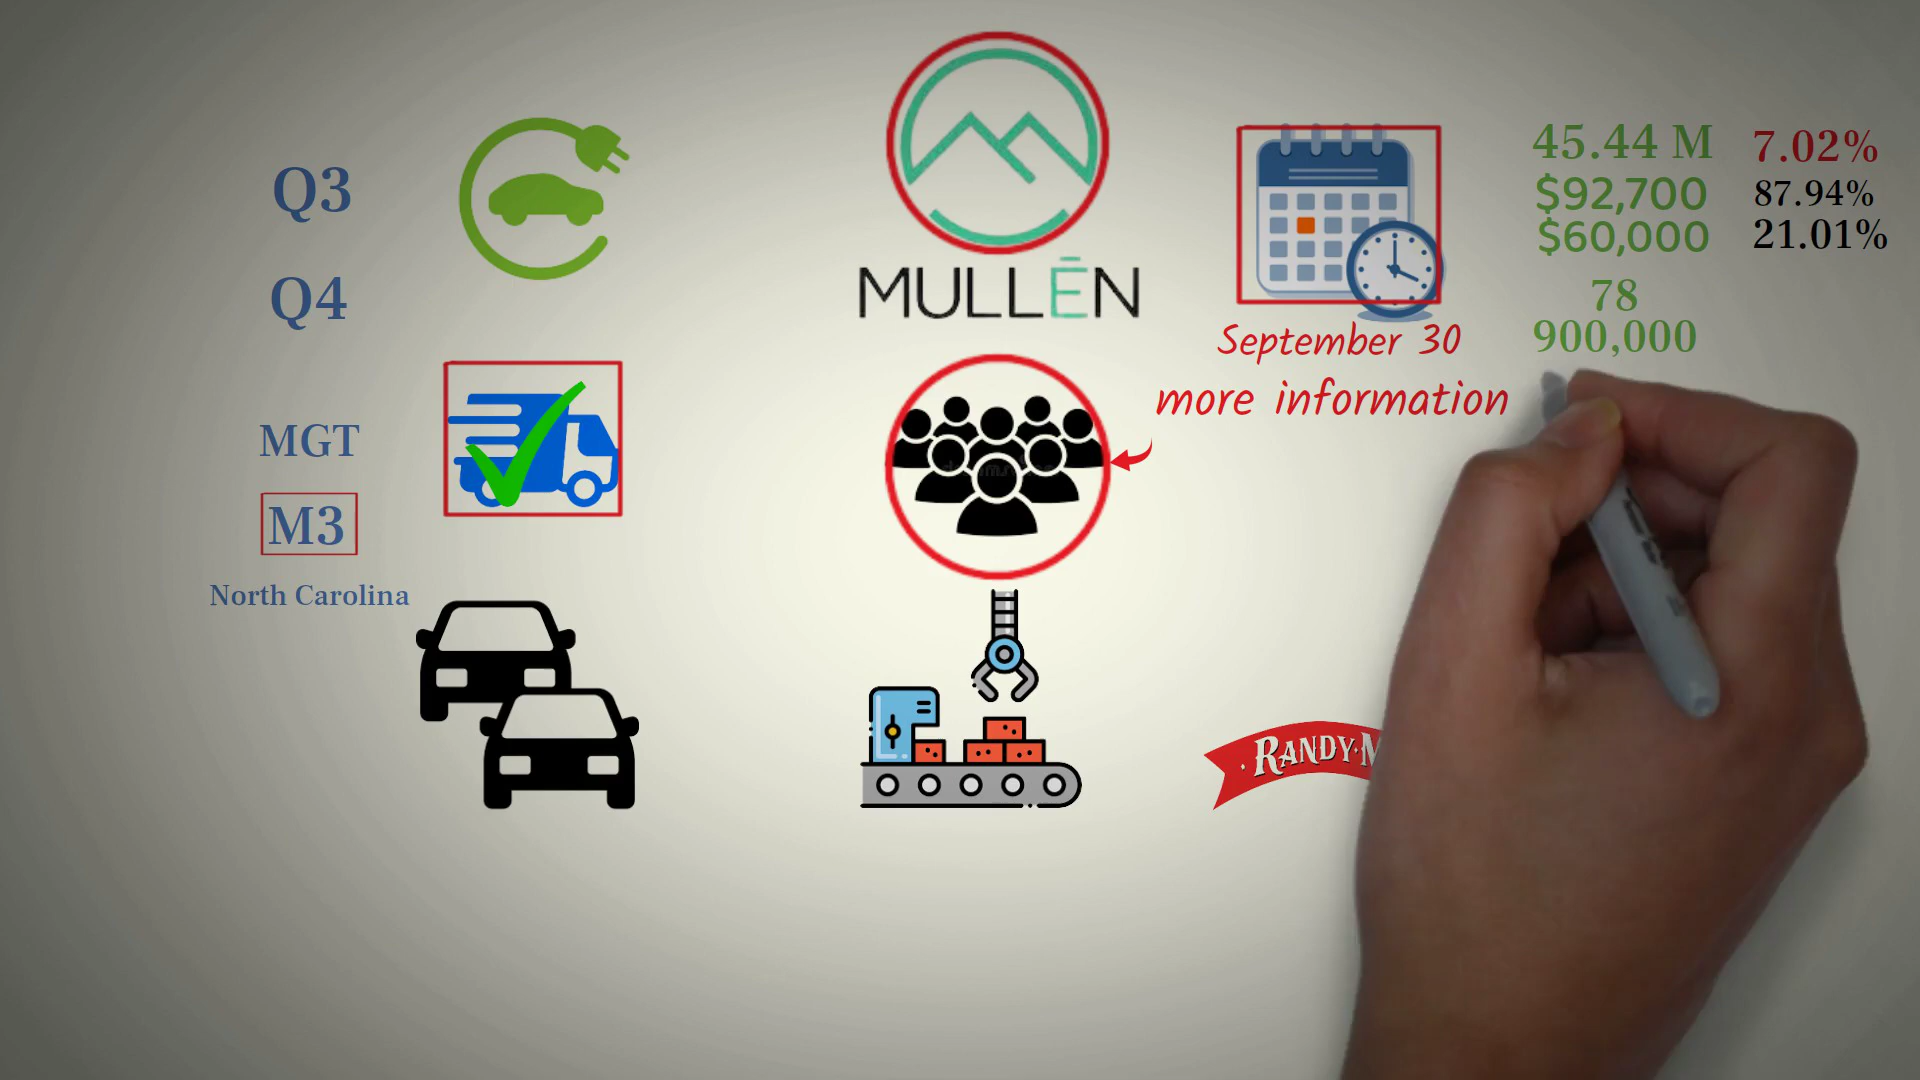 Q3
Q4
MGT
M3
North Carolina
MULLĒN
September 30
more information
45.44 M 7.02%
$92,700 87.94%
$60,000 21.01%
78
900,000
RANDY